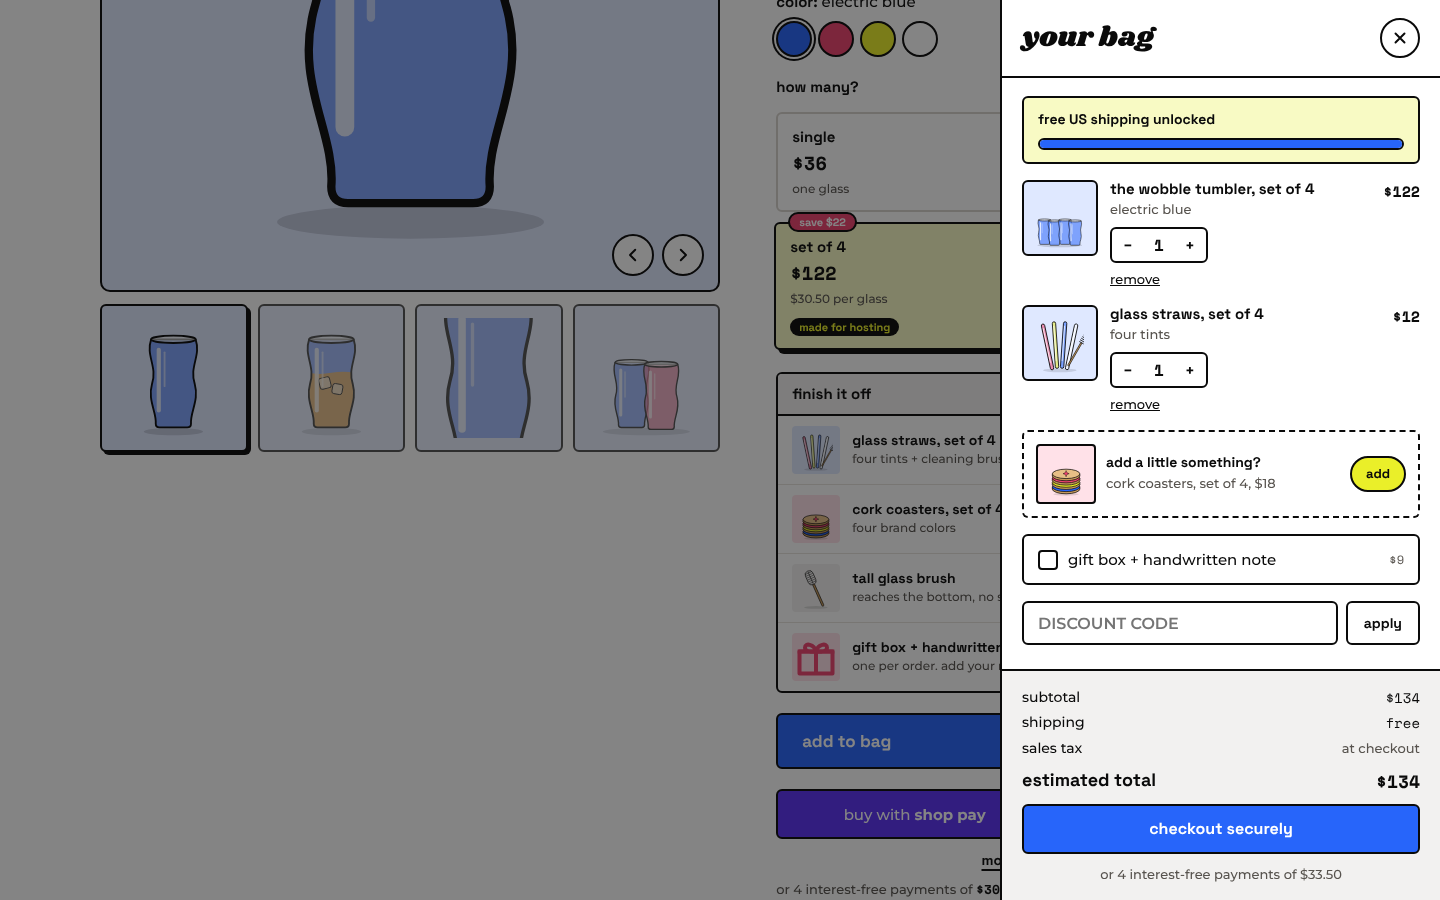 color: electric blue
how many?
single
$36
one glass
save $22
set of 4
$122
$30.50 per glass
made for hosting
finish it off
glass straws, set of 4
four tints + cleaning
cork coasters, set of 4
four brand colors
tall glass brush
reaches the bottom, no
gift box +
one per order. add your
add to bag
buy with shop pay
or 4 interest-free payments of
your bag
free US shipping unlocked
the wobble tumbler, set of 4
$122
electric blue
- 1 +
remove
glass straws, set of 4
$12
four tints
- 1 +
remove
add a little something?
cork coasters, set of 4, $18
add
gift box + handwritten note
$9
DISCOUNT CODE
apply
subtotal
$134
shipping
free
sales tax
at checkout
estimated total
$134
checkout securely
or 4 interest-free payments of $33.50